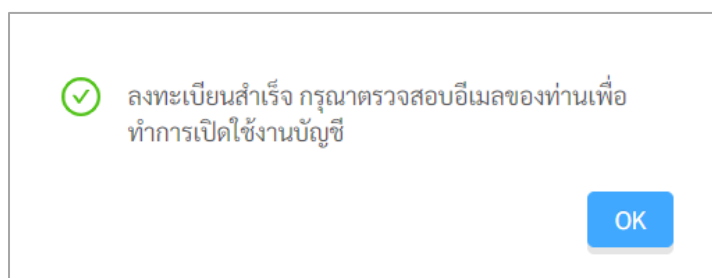 ลงทะเบียนสำเร็จ กรุณาตรวจสอบอีเมลของท่านเพื่อ
ทำการเปิดใช้งานบัญชี
OK